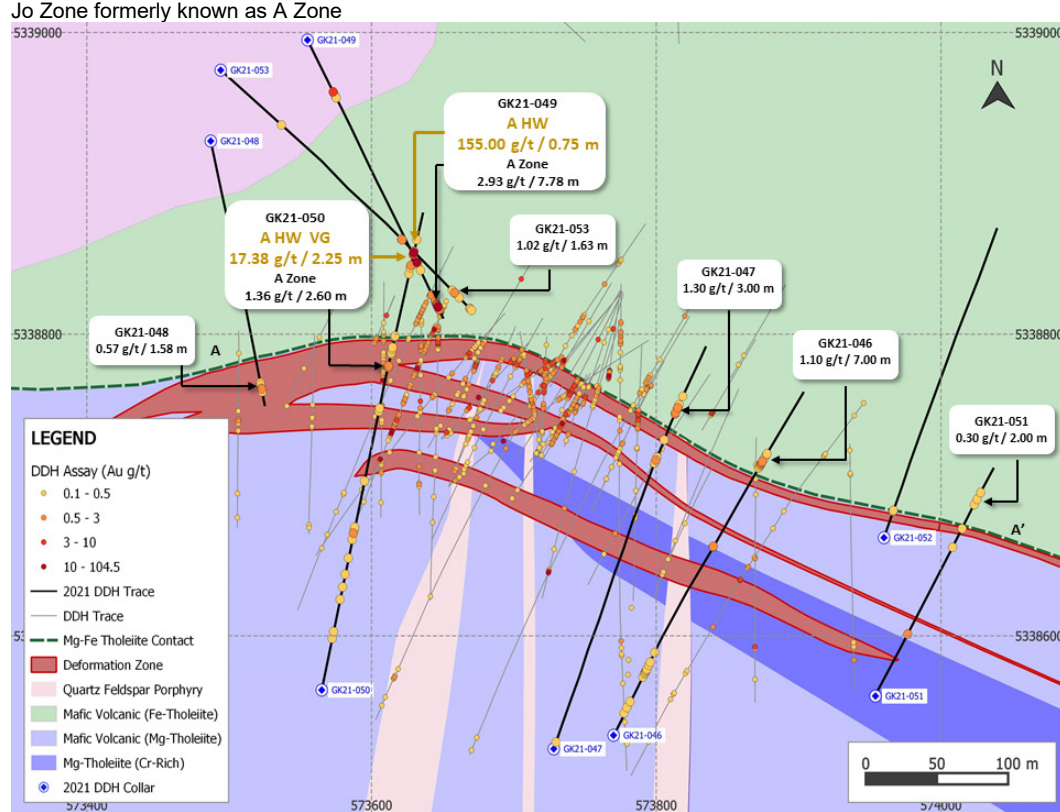 Jo Zone formerly known as A Zone
5339000
5339000
GK21-049
GK21-053
GK21-048
N
GK21-049
A HW
155.00 g/t / 0.75 m
A Zone
2.93 g/t / 7.78 m
GK21-050
A HW VG
17.38 g/t / 2.25 m
A Zone
1.36 g/t / 2.60 m
GK21-053
1.02 g/t / 1.63 m
GK21-047
1.30 g/t / 3.00 m
GK21-048
0.57 g/t / 1.58 m
A
5338800
5338800
GK21-046
1.10 g/t / 7.00 m
GK21-051
0.30 g/t / 2.00 m
A'
GK21-052
LEGEND
DDH Assay (Au g/t)
0.1 - 0.5
0.5 - 3
3 - 10
10 - 104.5
2021 DDH Trace
DDH Trace
Mg-Fe Tholeiite Contact
Deformation Zone
Quartz Feldspar Porphyry
Mafic Volcanic (Fe-Tholeiite)
Mafic Volcanic (Mg-Tholeiite)
Mg-Tholeiite (Cr-Rich)
2021 DDH Collar
5338600
GK21-050
GK21-047
GK21-046
GK21-051
0 50 100 m
573400
573600
573800
574000